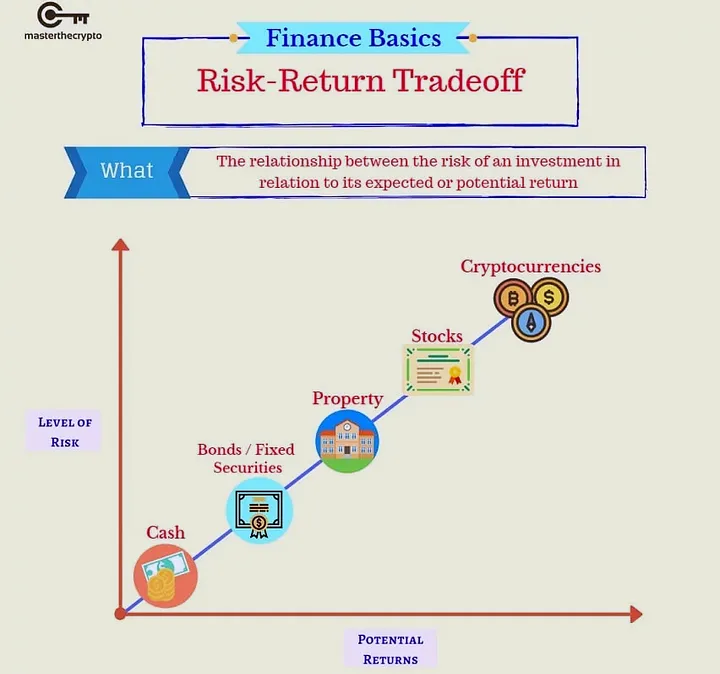 masterthecrypto
Finance Basics
Risk-Return Tradeoff
What
The relationship between the risk of an investment in
relation to its expected or potential return
Cryptocurrencies
Stocks
Property
Level of
Risk
Bonds / Fixed
Securities
Cash
Potential
Returns